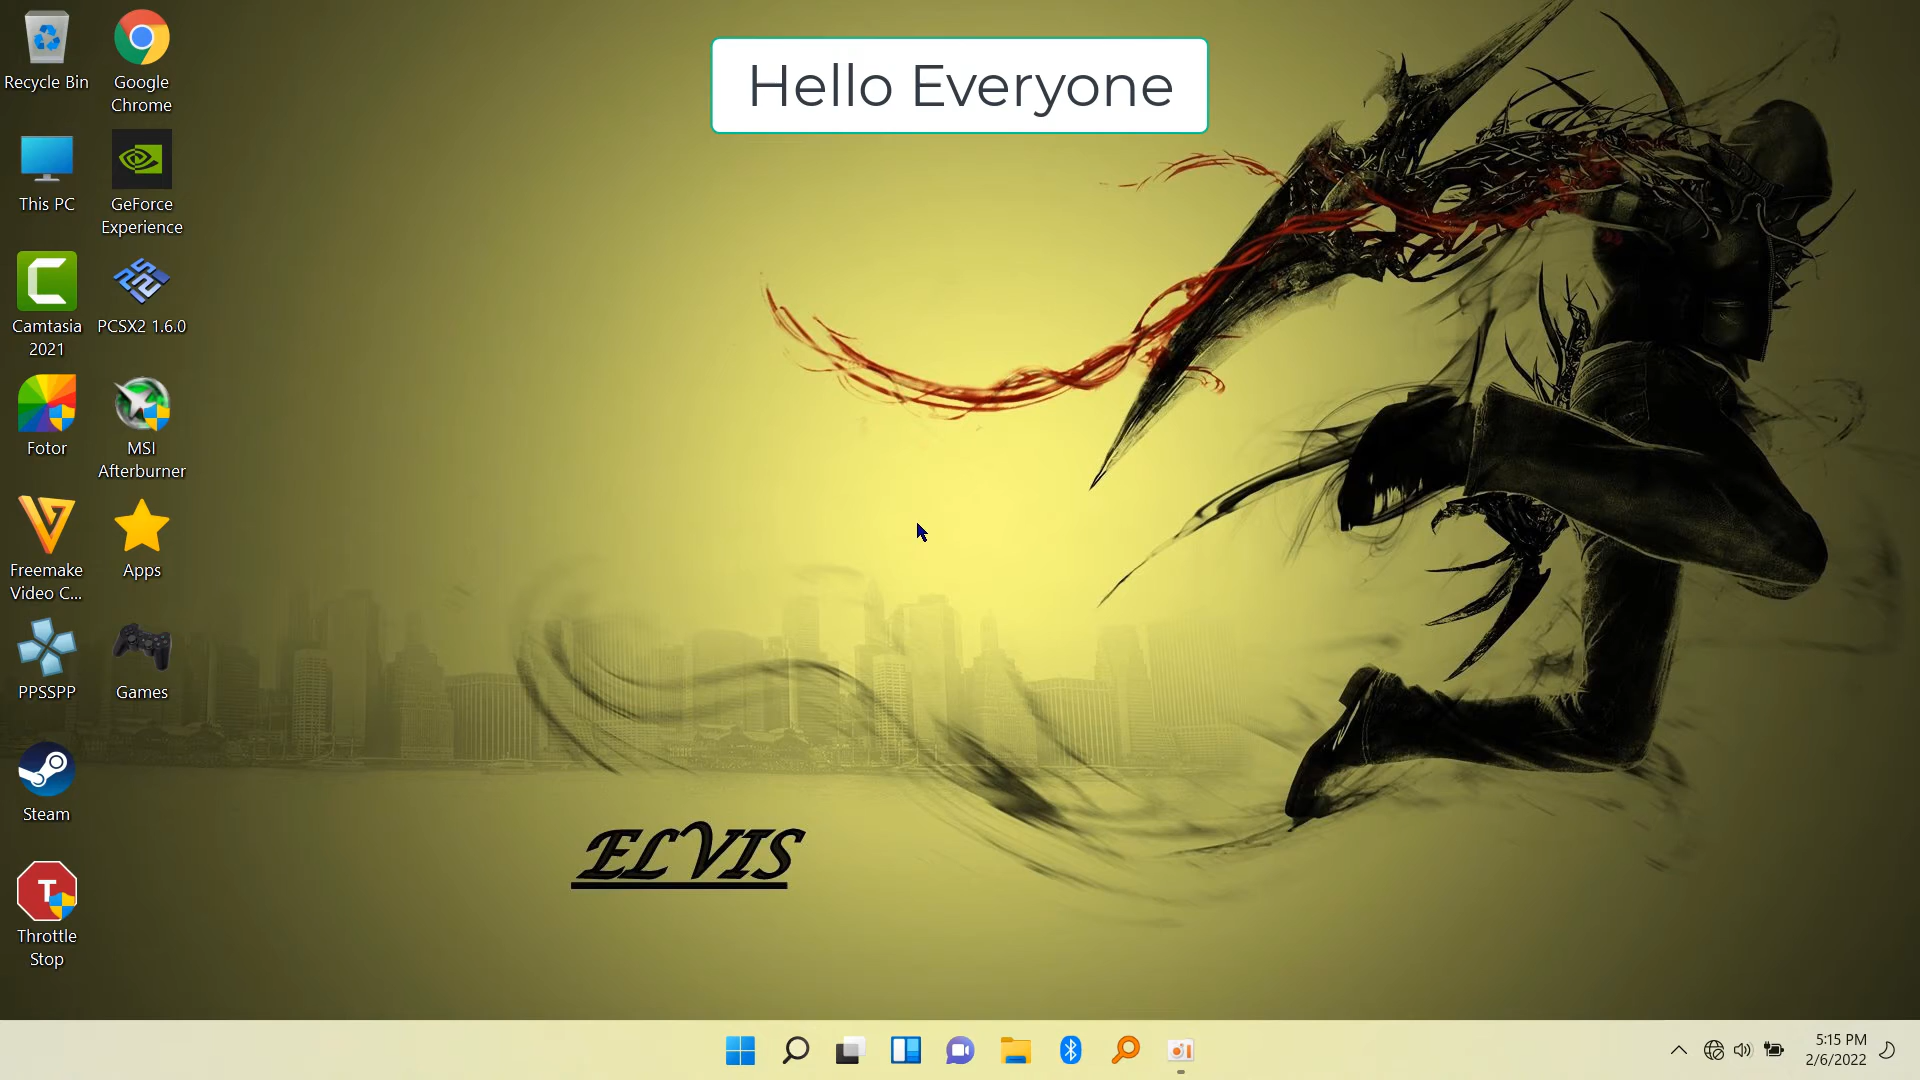 Hello Everyone
Recycle Bin
Google
Chrome
This PC
GeForce
Experience
Camtasia
2021
PCSX2 1.6.0
Fotor
MSI
Afterburner
Freemake
Video C...
Apps
PPSSPP
Games
Steam
T
Throttle
Stop
ELVIS
5:15 PM
2/6/2022